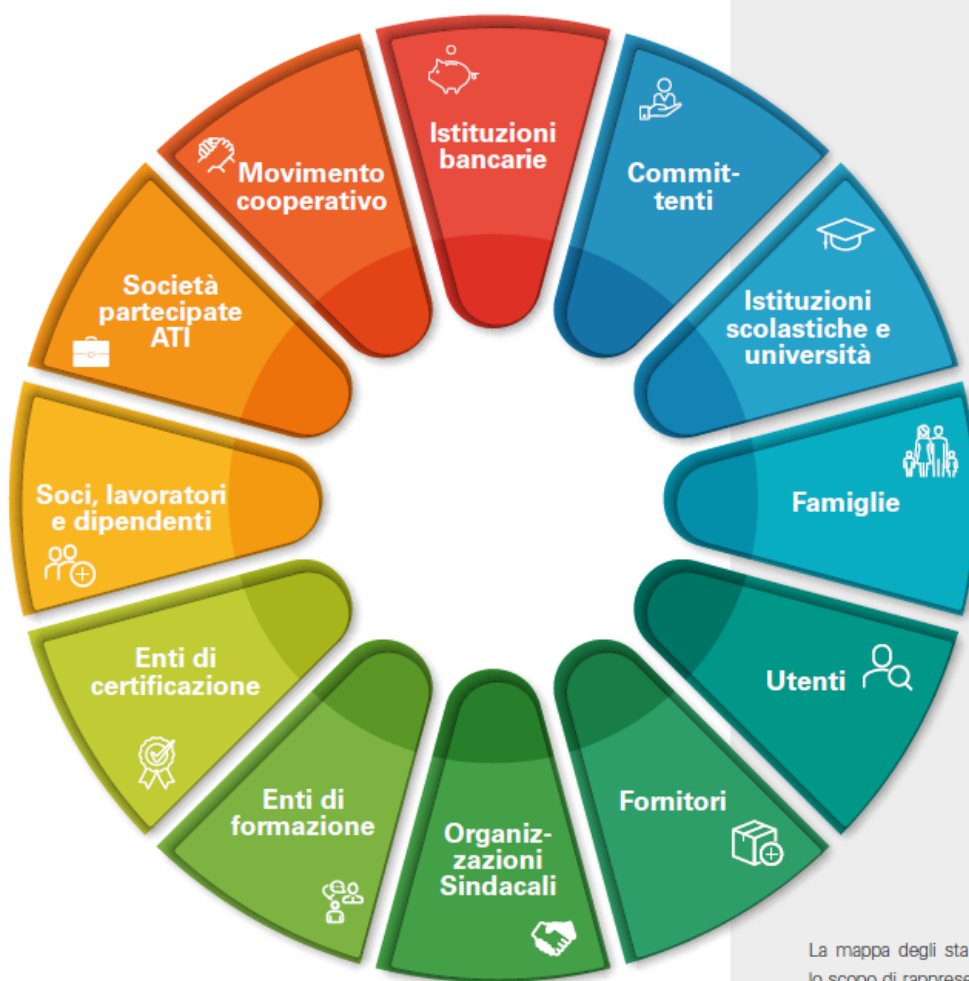 Istituzioni
bancarie
Commit-
tenti
Istituzioni
scolastiche e
università
Famiglie
Utenti
Fornitori
Organiz-
zazioni
Sindacali
Enti di
formazione
Enti di
certificazione
Soci, lavoratori
e dipendenti
Società
partecipate
ATI
Movimento
cooperativo
La mappa degli sta